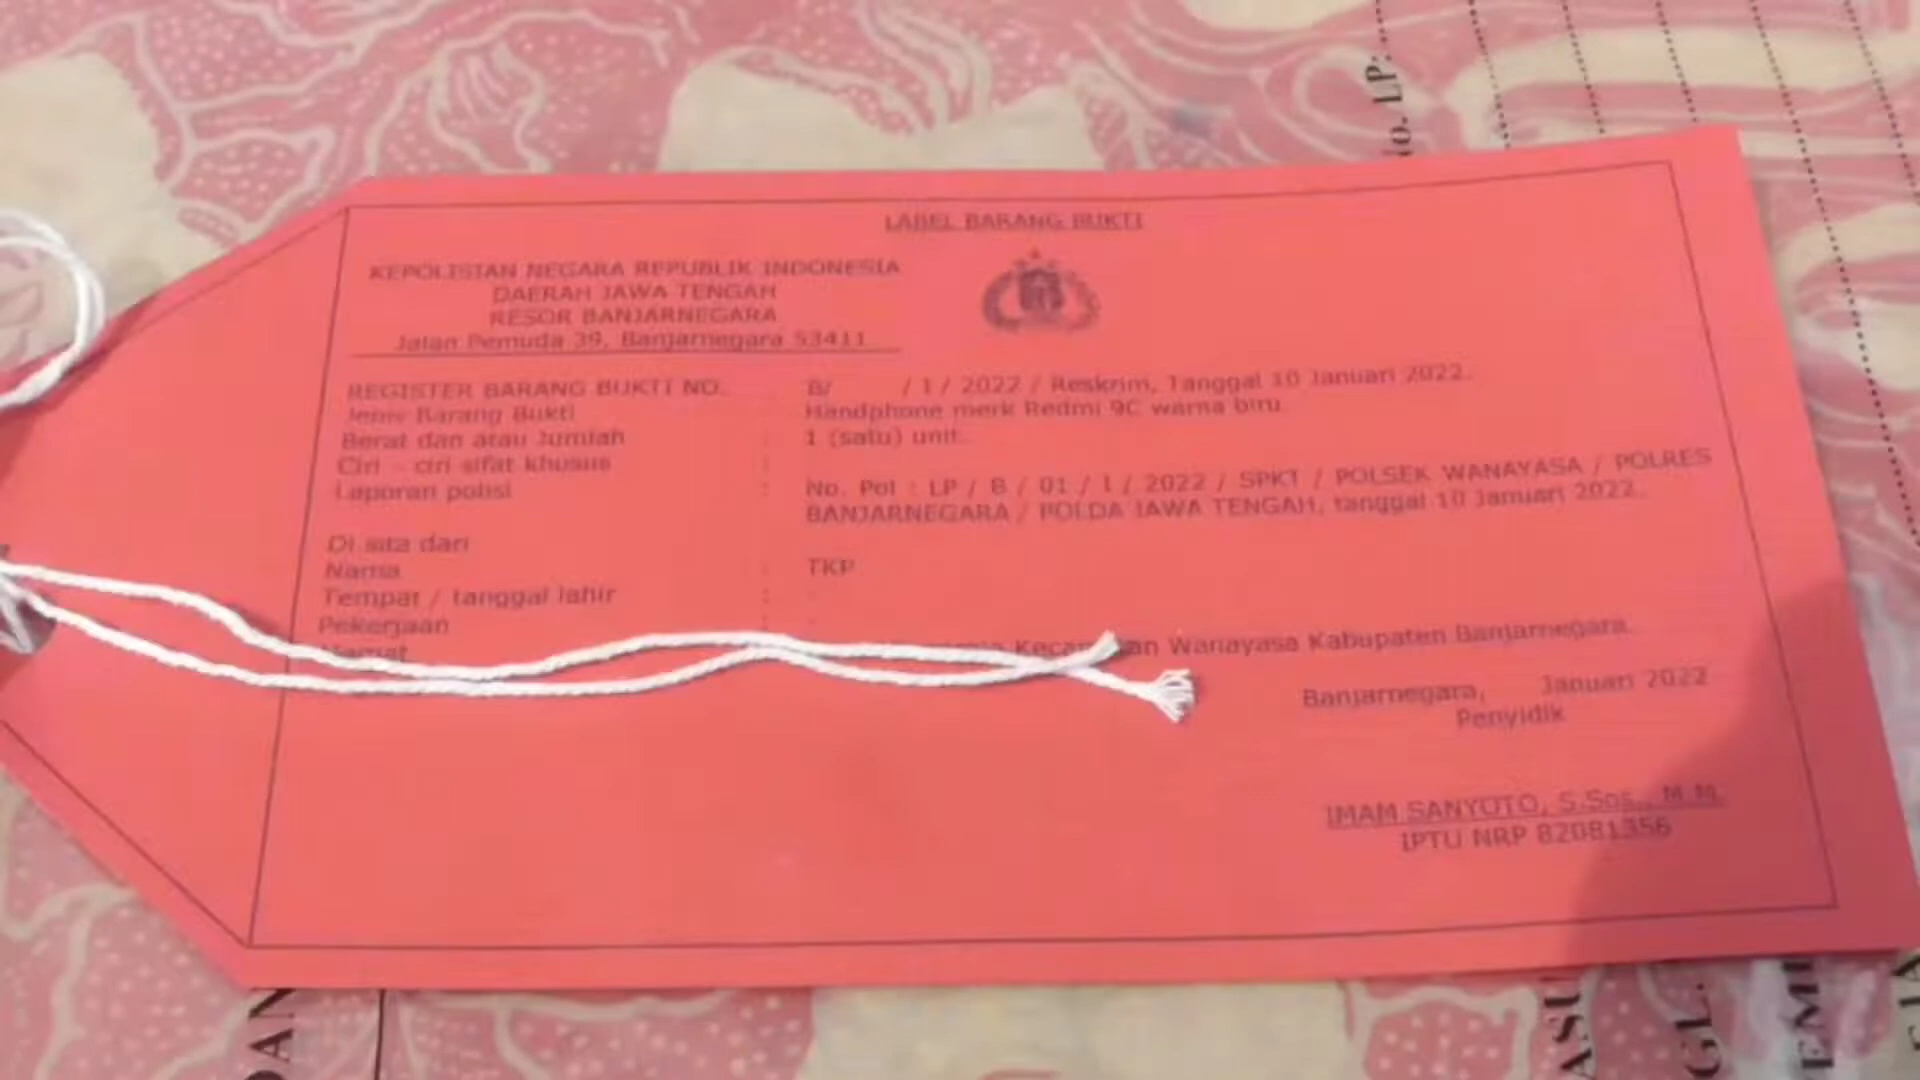 LABEL BARANG BUKTI
KEPOLISIAN NEGARA REPUBLIK INDONESIA
DAERAH JAWA TENGAH
RESOR BANJARNEGARA
Jalan Pemuda 39, Banjarnegara 53411
REGISTER BARANG BUKTI NO. : B/ / I / 2022 / Reskrim, Tanggal 10 Januari 2022.
Jenis Barang Bukti : Handphone merk Redmi 9C warna biru.
Berat dan atau Jumlah : 1 (satu) unit.
Ciri - ciri sifat khusus :
Laporan polisi : No. Pol : LP / B / 01 / I / 2022 / SPKT / POLSEK WANAYASA / POLRES
BANJARNEGARA / POLDA JAWA TENGAH, tanggal 10 Januari 2022.
Di sita dari
Nama : TKP
Tempat / tanggal lahir : -
Pekerjaan : -
Alamat Kecamatan Wanayasa Kabupaten Banjarnegara.
Banjarnegara, Januari 2022
Penyidik
IMAM SANYOTO, S.Sos., M.M.
IPTU NRP 82081356
No. LP: